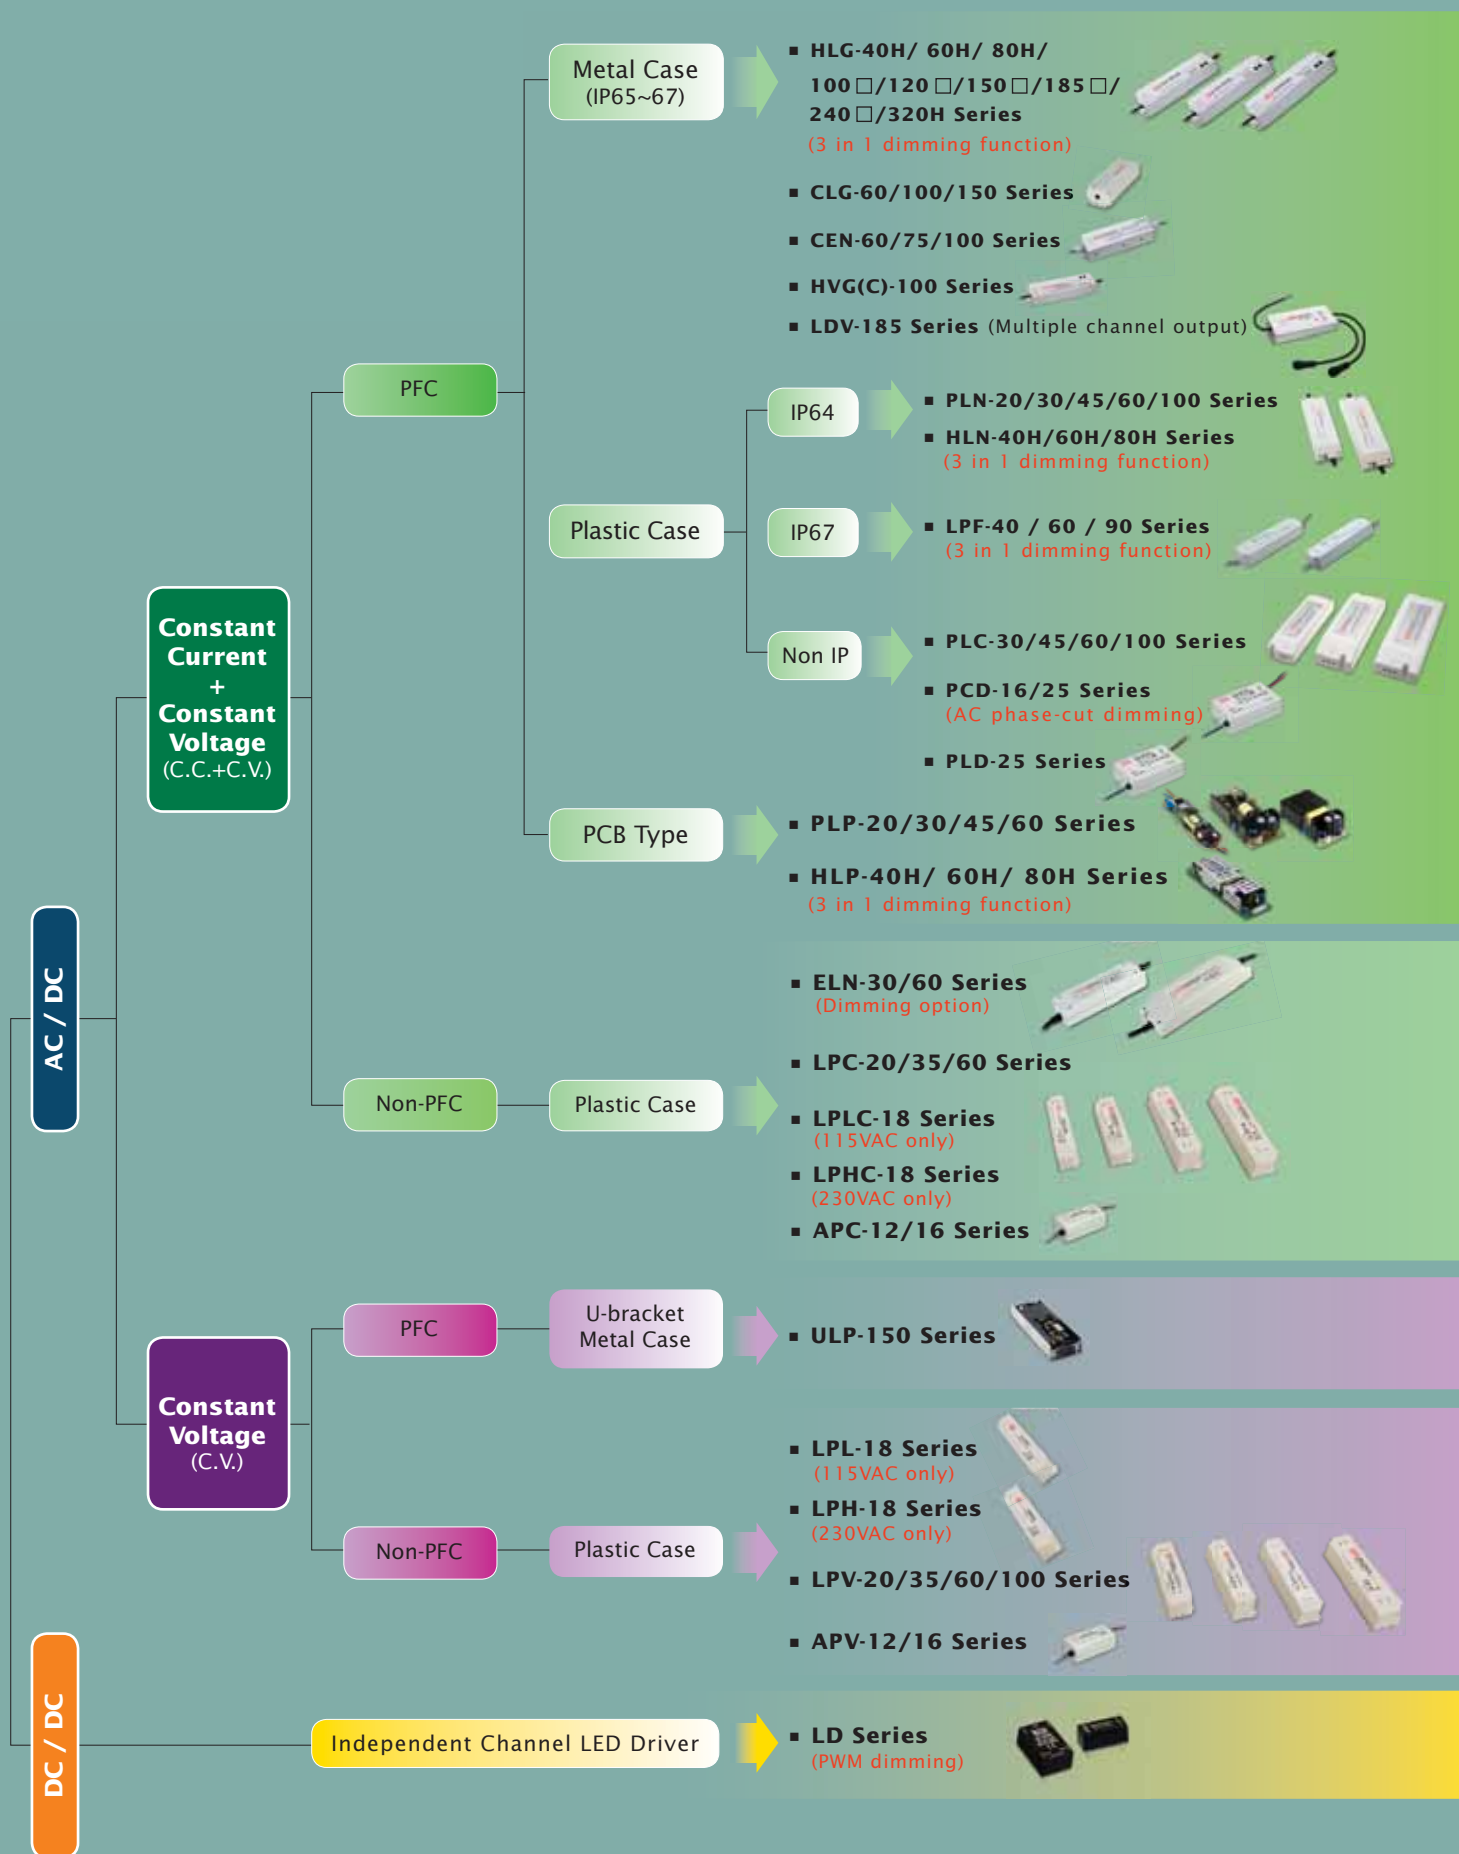 Metal Case
(IP65~67)
▪ HLG-40H/ 60H/ 80H/
100□/120□/150□/185□/
240□/320H Series
(3 in 1 dimming function)
▪ CLG-60/100/150 Series
▪ CEN-60/75/100 Series
▪ HVG(C)-100 Series
▪ LDV-185 Series (Multiple channel output)
PFC
IP64
▪ PLN-20/30/45/60/100 Series
▪ HLN-40H/60H/80H Series
(3 in 1 dimming function)
Plastic Case
IP67
▪ LPF-40 / 60 / 90 Series
(3 in 1 dimming function)
Non IP
▪ PLC-30/45/60/100 Series
▪ PCD-16/25 Series
(AC phase-cut dimming)
▪ PLD-25 Series
Constant
Current
+
Constant
Voltage
(C.C.+C.V.)
PCB Type
▪ PLP-20/30/45/60 Series
▪ HLP-40H/ 60H/ 80H Series
(3 in 1 dimming function)
AC / DC
▪ ELN-30/60 Series
(Dimming option)
▪ LPC-20/35/60 Series
Non-PFC
Plastic Case
▪ LPLC-18 Series
(115VAC only)
▪ LPHC-18 Series
(230VAC only)
▪ APC-12/16 Series
PFC
U-bracket
Metal Case
▪ ULP-150 Series
Constant
Voltage
(C.V.)
▪ LPL-18 Series
(115VAC only)
▪ LPH-18 Series
(230VAC only)
Non-PFC
Plastic Case
▪ LPV-20/35/60/100 Series
▪ APV-12/16 Series
DC / DC
Independent Channel LED Driver
▪ LD Series
(PWM dimming)